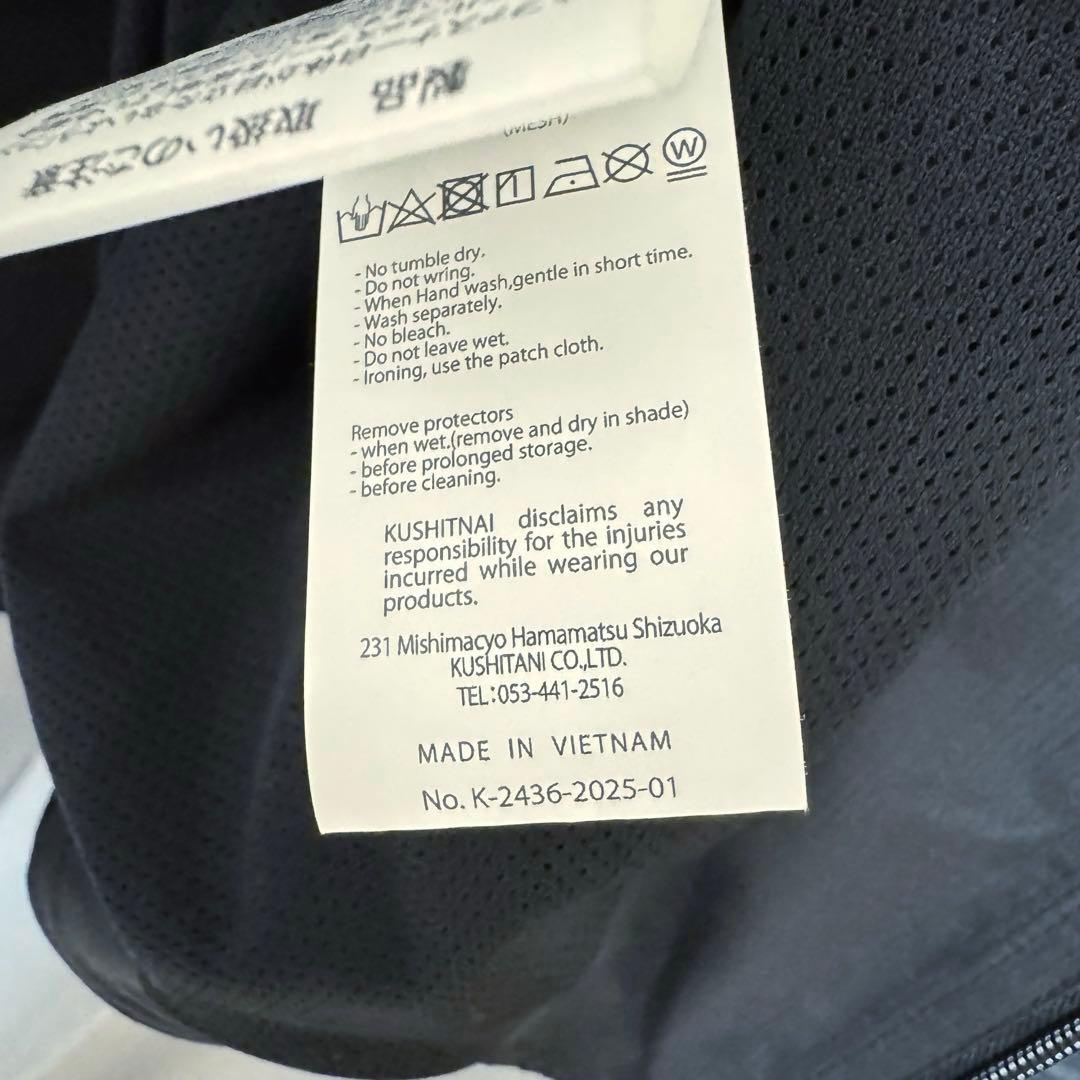 (MESH)
W
- No tumble dry.
- Do not wring.
- When Hand wash,gentle in short time.
- Wash separately.
- No bleach.
- Do not leave wet.
- Ironing, use the patch cloth.
Remove protectors
- when wet.(remove and dry in shade)
- before prolonged storage.
- before cleaning.
KUSHITNAI disclaims any
responsibility for the injuries
incurred while wearing our
products.
231 Mishimacyo Hamamatsu Shizuoka
KUSHITANI CO.,LTD.
TEL:053-441-2516
MADE IN VIETNAM
No. K-2436-2025-01